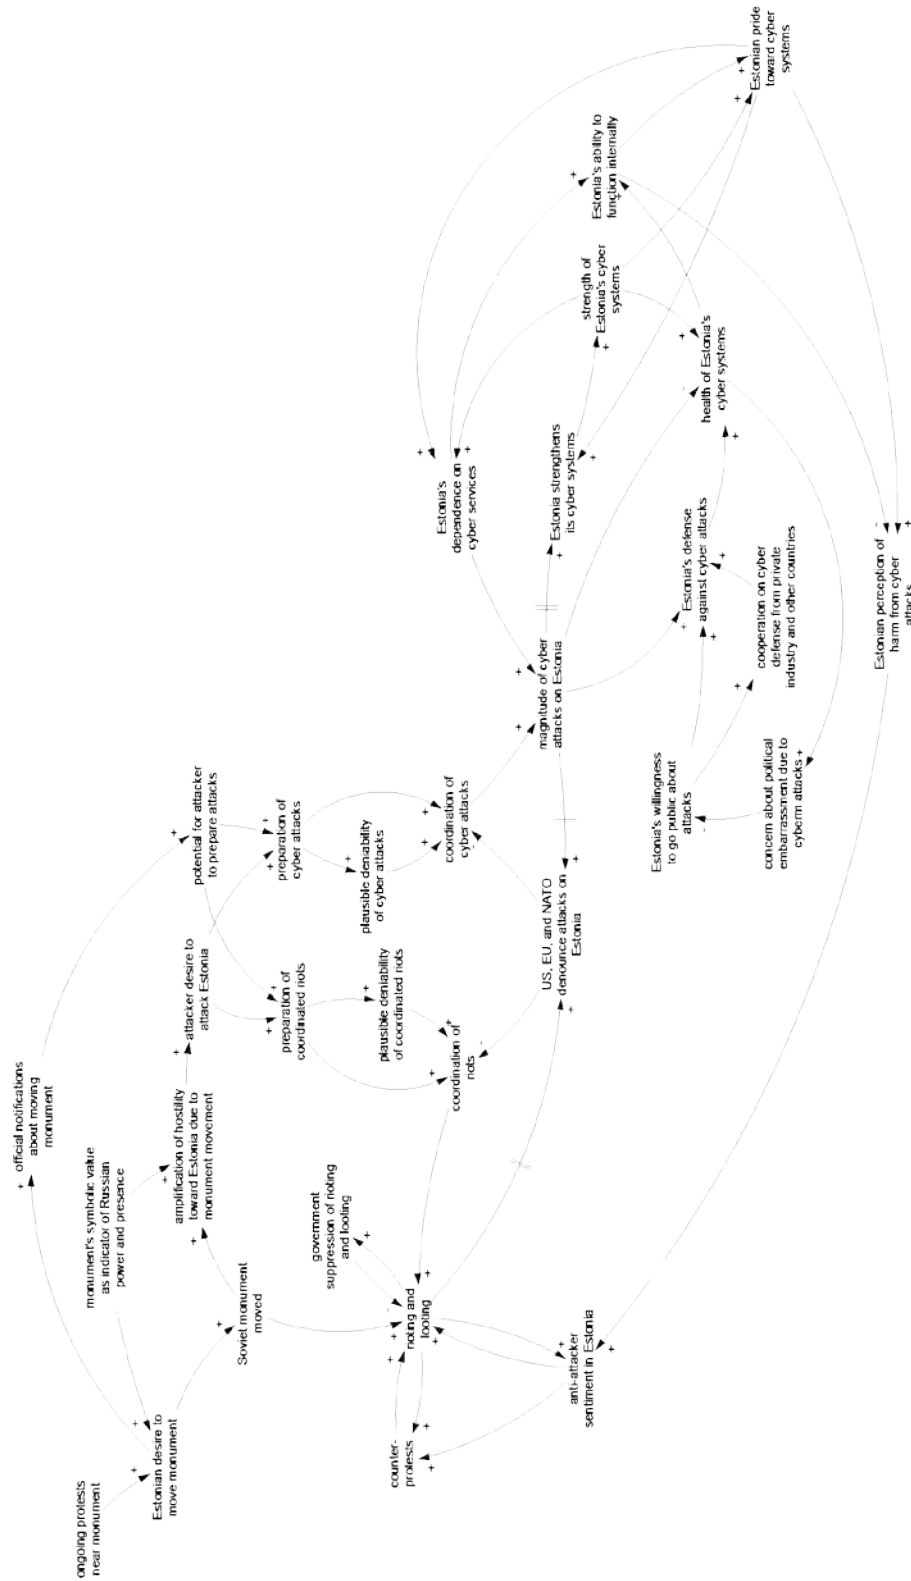 ongoing protests
near monument
Estonian desire to
move monument
official notifications
about moving
monument
monument's symbolic value
as indicator of Russian
power and presence
Soviet monument
moved
amplification of hostility
toward Estonia due to
monument movement
attacker desire to
attack Estonia
potential for attacker
to prepare attacks
preparation of
coordinated riots
preparation of
cyber attacks
plausible deniability
of coordinated riots
plausible deniability
of cyber attacks
coordination of
riots
coordination of
cyber attacks
government
suppression of rioting
and looting
rioting and
looting
counter-
protests
anti-attacker
sentiment in Estonia
US, EU, and NATO
denounce attacks on
Estonia
magnitude of cyber
attacks on Estonia
Estonia's
dependence on
cyber services
Estonia strengthens
its cyber systems
strength of
Estonia's cyber
systems
Estonia's ability to
function internally
Estonian pride
toward cyber
systems
health of Estonia's
cyber systems
Estonia's defense
against cyber attacks
cooperation on cyber
defense from private
industry and other countries
Estonia's willingness
to go public about
attacks
concern about political
embarrassment due to
cyberm attacks
Estonian perception of
harm from cyber
attacks